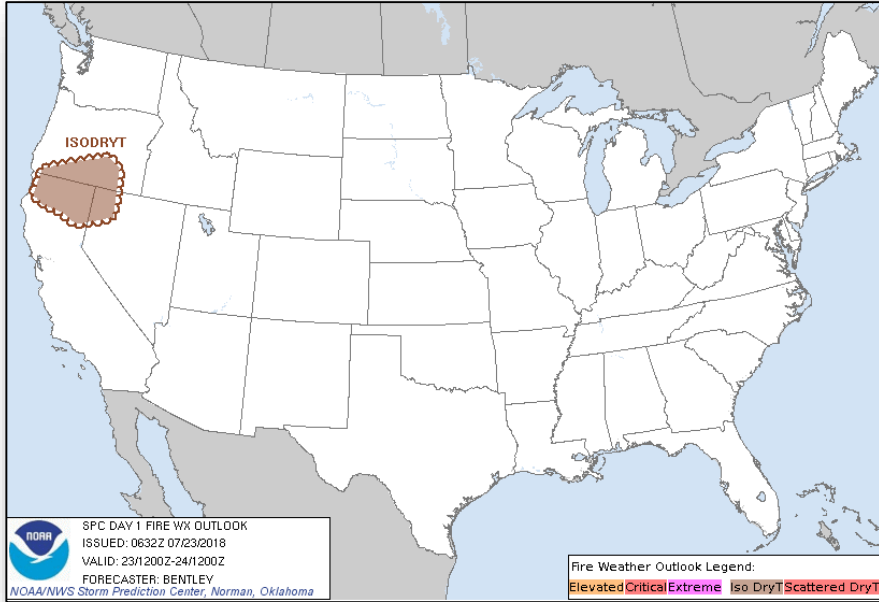 ISODRYT
NOAA
SPC DAY 1 FIRE WX OUTLOOK
ISSUED: 0632Z 07/23/2018
VALID: 23/1200Z-24/1200Z
FORECASTER: BENTLEY
NOAA/NWS Storm Prediction Center, Norman, Oklahoma
Fire Weather Outlook Legend:
Elevated Critical Extreme Iso DryT Scattered DryT